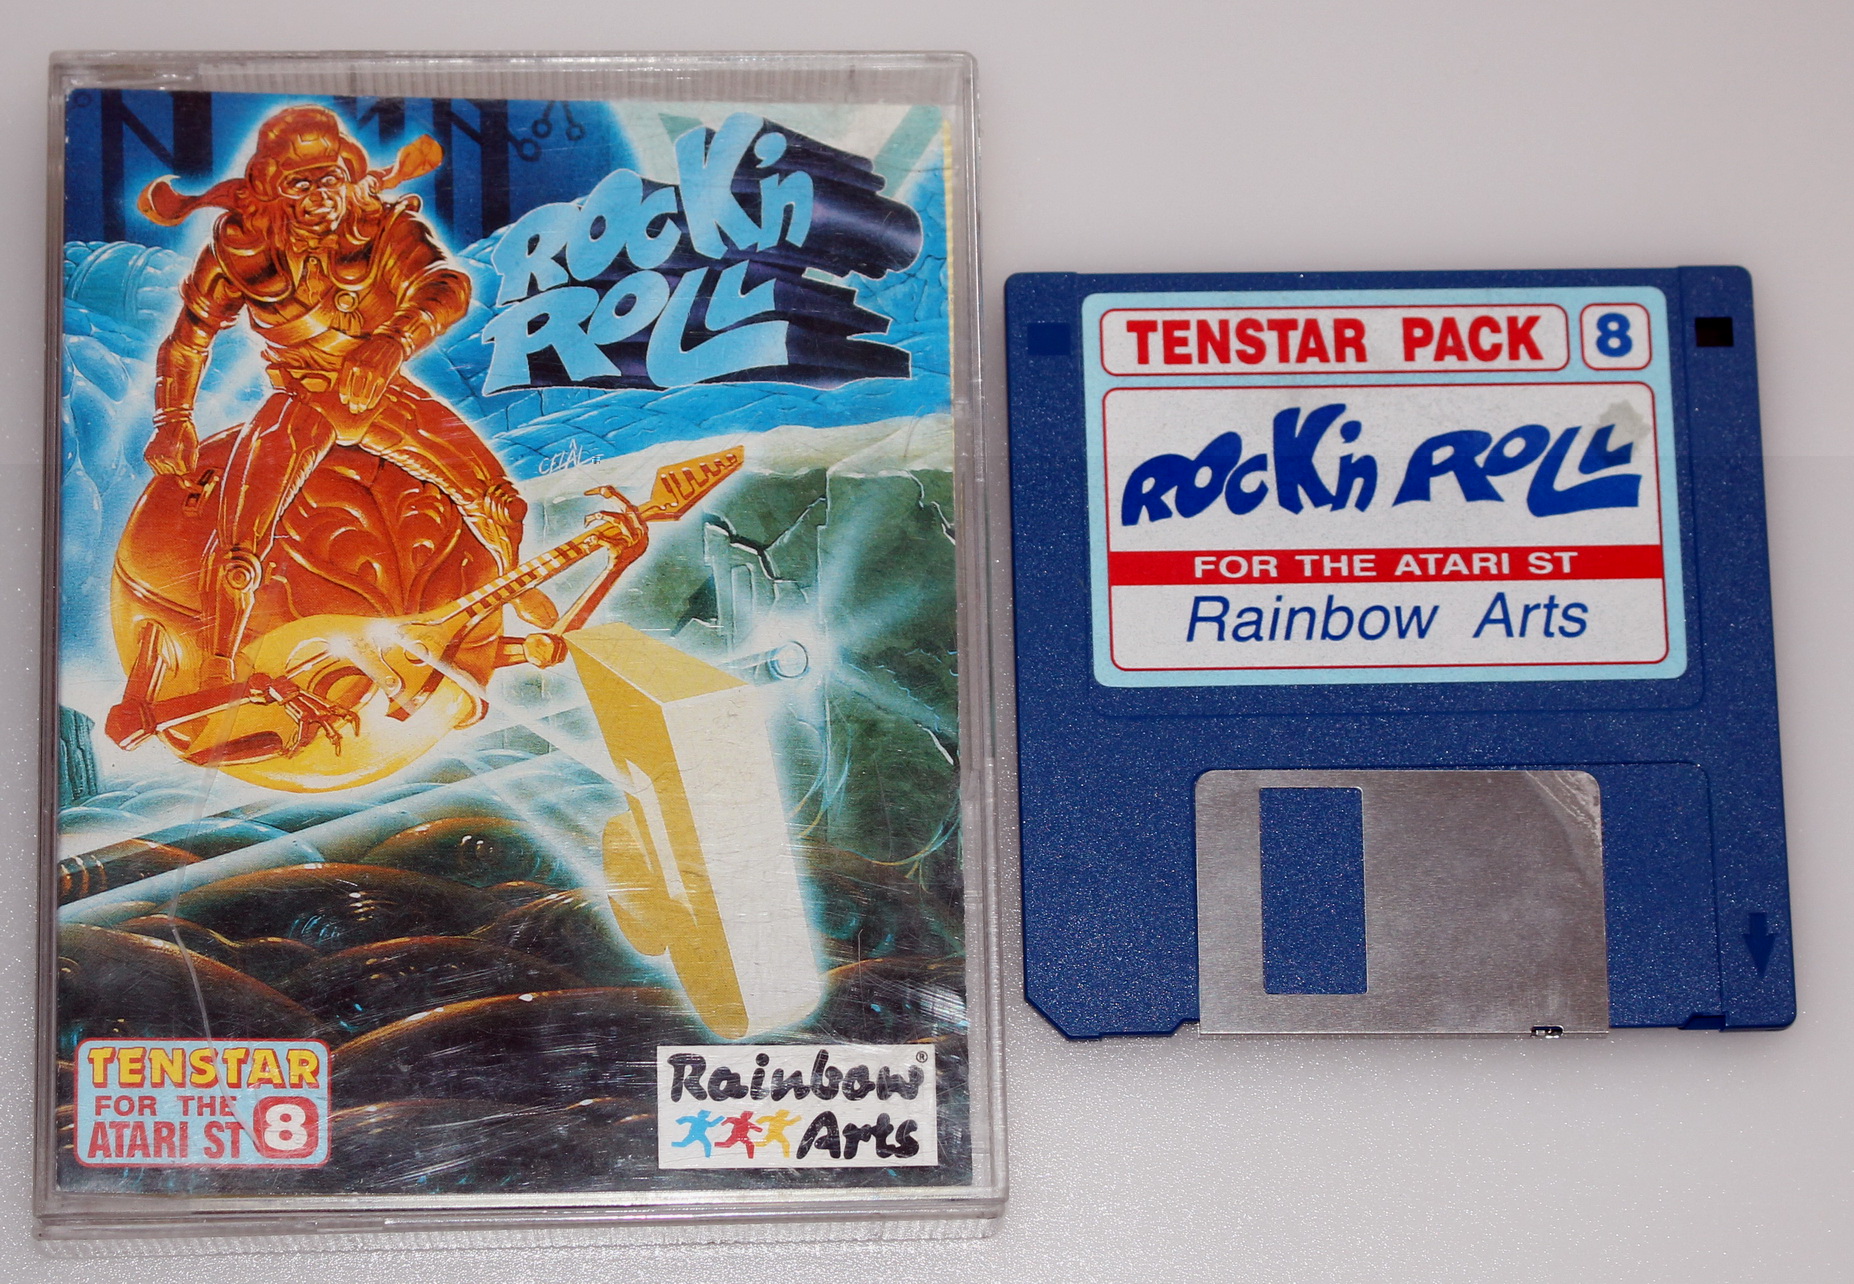 ROCK'n
ROLL
CELAL
TENSTAR
FOR THE
ATARI ST 8
Rainbow®
Arts
TENSTAR PACK 8
ROCK'n ROLL
FOR THE ATARI ST
Rainbow Arts